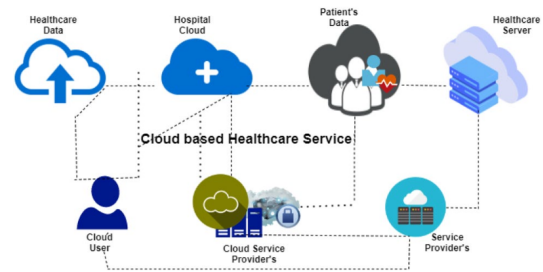 Healthcare
Data
Hospital
Cloud
Patient's
Data
Healthcare
Server
Cloud based Healthcare Service
Cloud
User
Cloud Service
Provider's
Service
Provider's